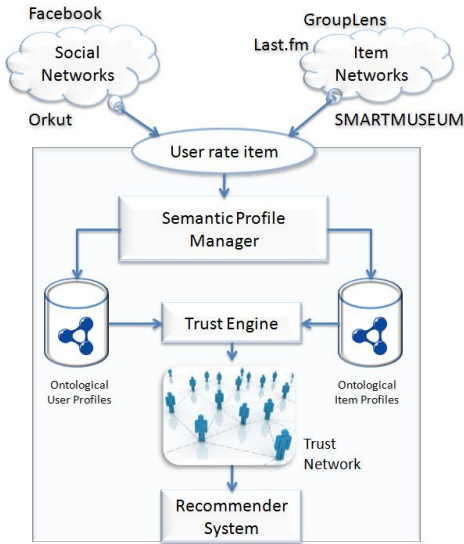 Facebook
GroupLens
Social
Networks
Last.fm
Item
Networks
Orkut
SMARTMUSEUM
User rate item
Semantic Profile
Manager
Trust Engine
Ontological
User Profiles
Ontological
Item Profiles
Trust
Network
Recommender
System